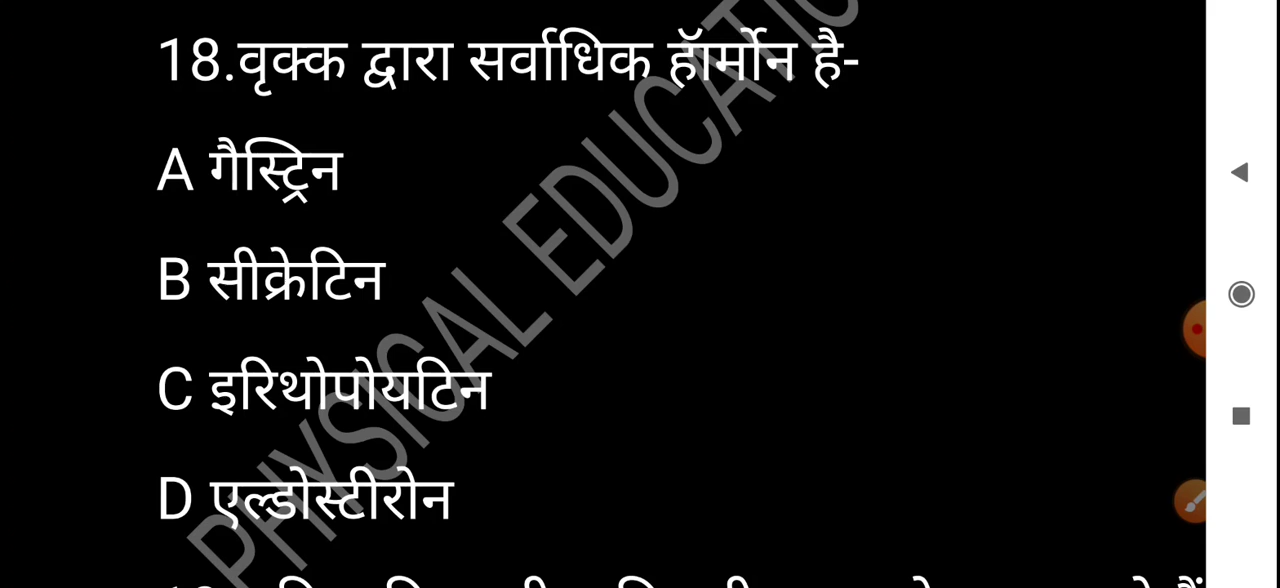 18.वृक्क द्वारा सर्वाधिक हॅार्मोन है-
A गैस्ट्रिन
B सीक्रेटिन
C इरिथोपोयटिन
D एल्डोस्टीरोन
PHYSICAL EDUCATIO